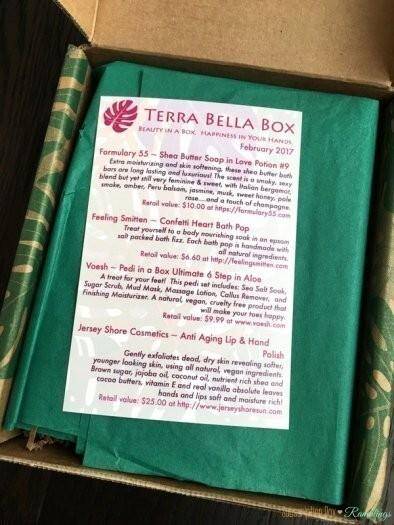 TERRA BELLA BOX
BEAUTY IN A BOX. HAPPINESS IN YOUR HANDS.
February 2017
Formulary 55 – Shea Butter Soap in Love Potion #9
Extra moisturizing and skin softening, these shea butter bath
bars are long lasting and luxurious! The scent is a smoky, sexy
blend but yet still very feminine & sweet, with Italian bergamot,
smoke, amber, Peru balsam, jasmine, musk, sweet honey, pale
rose....and a touch of champagne.
Retail value: $10.00 at https://formulary55.com
Feeling Smitten – Confetti Heart Bath Pop
Treat yourself to a body nourishing soak in an epsom
salt packed bath fizz. Each bath pop is handmade with
all natural ingredients.
Retail value: $6.60 at http://feelingsmitten.com
Voesh – Pedi in a Box Ultimate 6 Step in Aloe
A treat for your feet! This pedi set includes: Sea Salt Soak,
Sugar Scrub, Mud Mask, Massage Lotion, Callus Remover, and
Finishing Moisturizer. A natural, vegan, cruelty free product that
will make your toes happy.
Retail value: $9.99 at www.voesh.com
Jersey Shore Cosmetics – Anti Aging Lip & Hand
Polish
Gently exfoliates dead, dry skin revealing softer,
younger looking skin, using all natural, vegan ingredients.
Brown sugar, jojoba oil, coconut oil, nutrient rich shea and
cocoa butters, vitamin E and real vanilla absolute leaves
hands and lips soft and moisture rich!
Retail value: $25.00 at http://www.jerseyshoresun.com
Subscription Box ♥ Ramblings